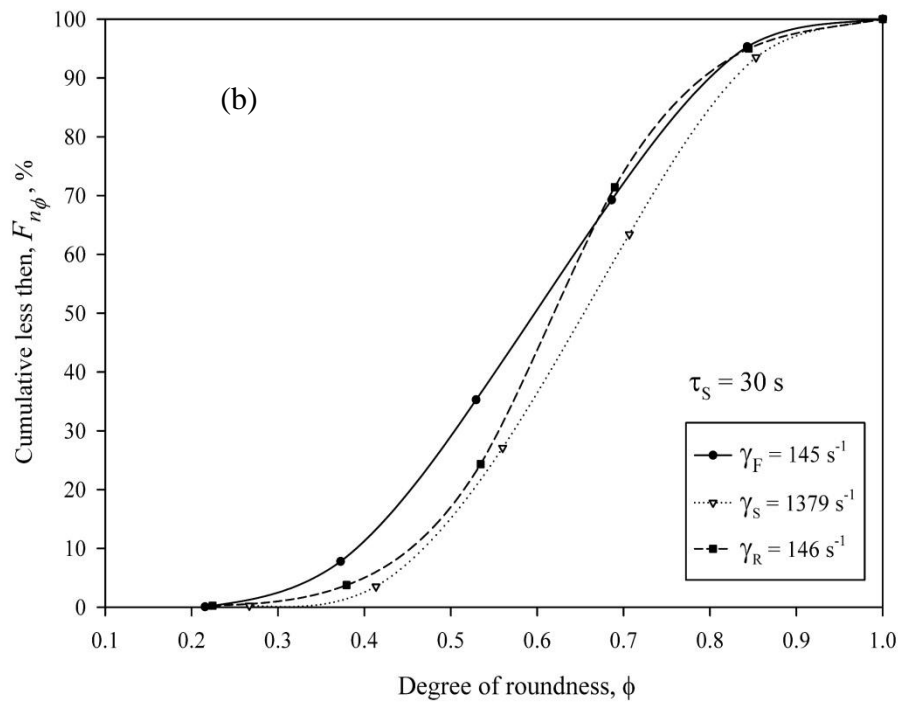 100
90
80
70
60
50
40
30
20
10
0
Cumulative less then, F_{n_ϕ}, %
(b)
τ_S = 30 s
γ_F = 145 s⁻¹
γ_S = 1379 s⁻¹
γ_R = 146 s⁻¹
0.1 0.2 0.3 0.4 0.5 0.6 0.7 0.8 0.9 1.0
Degree of roundness, ϕ